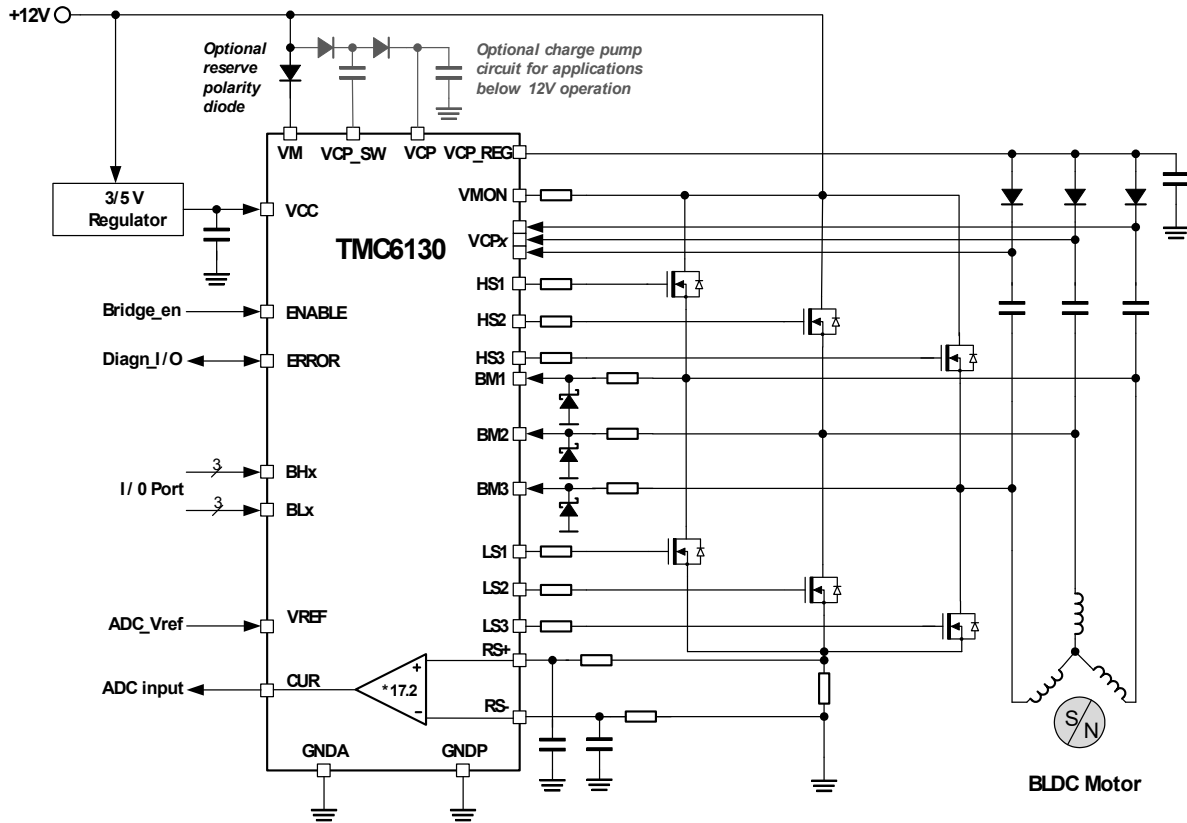 +12V
Optional
reserve
polarity
diode
Optional charge pump
circuit for applications
below 12V operation
VM
VCP_SW
VCP
VCP_REG
3/5 V
Regulator
VCC
VMON
VCPx
TMC6130
HS1
HS2
HS3
Bridge_en
ENABLE
Diagn_I/O
ERROR
BM1
BM2
BM3
3
BHx
I / 0 Port
3
BLx
LS1
LS2
LS3
ADC_Vref
VREF
RS+
ADC input
CUR
+
*17.2
–
RS-
GNDA
GNDP
S
N
BLDC Motor